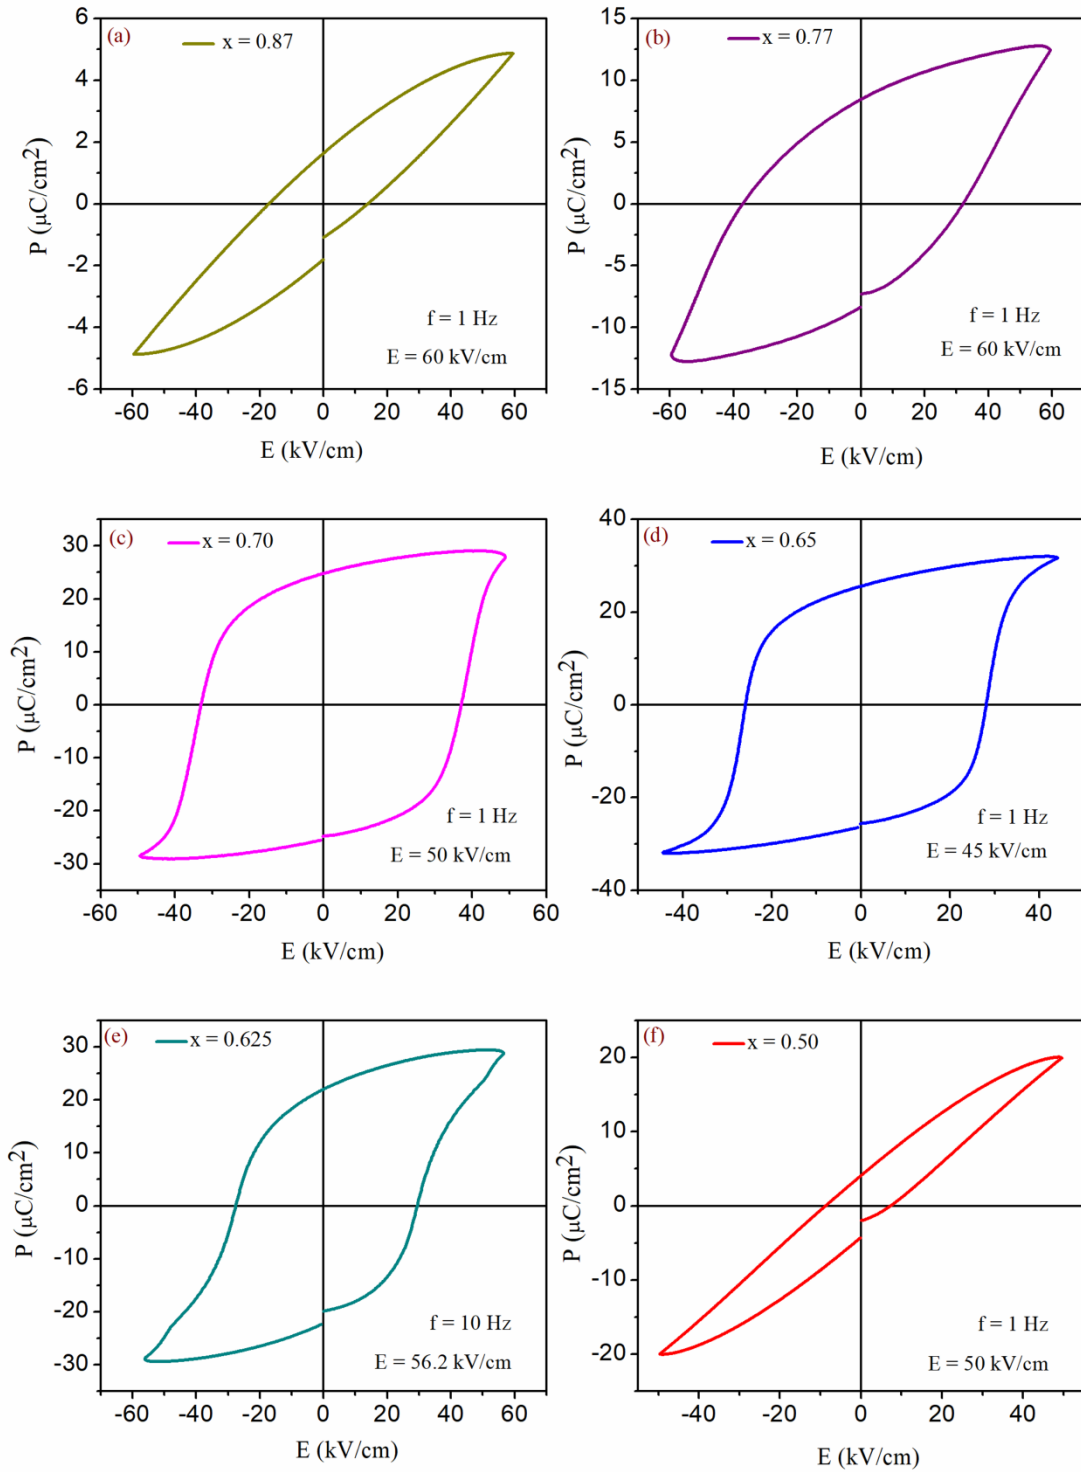 (a) x = 0.87
6
4
2
0
-2
-4
-6
P (μC/cm²)
f = 1 Hz
E = 60 kV/cm
-60 -40 -20 0 20 40 60
E (kV/cm)
(b) x = 0.77
15
10
5
0
-5
-10
-15
P (μC/cm²)
f = 1 Hz
E = 60 kV/cm
-60 -40 -20 0 20 40 60
E (kV/cm)
(c) x = 0.70
30
20
10
0
-10
-20
-30
P (μC/cm²)
f = 1 Hz
E = 50 kV/cm
-60 -40 -20 0 20 40 60
E (kV/cm)
(d) x = 0.65
40
20
0
-20
-40
P (μC/cm²)
f = 1 Hz
E = 45 kV/cm
-40 -20 0 20 40
E (kV/cm)
(e) x = 0.625
30
20
10
0
-10
-20
-30
P (μC/cm²)
f = 10 Hz
E = 56.2 kV/cm
-60 -40 -20 0 20 40 60
E (kV/cm)
(f) x = 0.50
20
10
0
-10
-20
P (μC/cm²)
f = 1 Hz
E = 50 kV/cm
-40 -20 0 20 40
E (kV/cm)